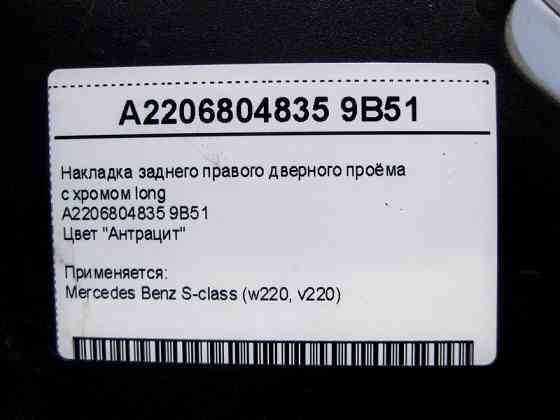 A2206804835 9B51
Накладка заднего правого дверного проёма
с хромом long
A2206804835 9B51
Цвет "Антрацит"
Применяется:
Mercedes Benz S-class (w220, v220)